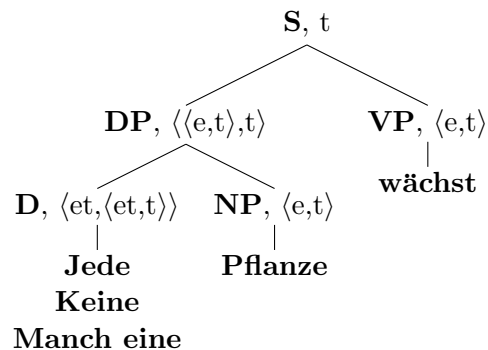 S, t
DP, ⟨⟨e,t⟩,t⟩ VP, ⟨e,t⟩
wächst
D, ⟨et,⟨et,t⟩⟩ NP, ⟨e,t⟩
Jede Pflanze
Keine
Manch eine